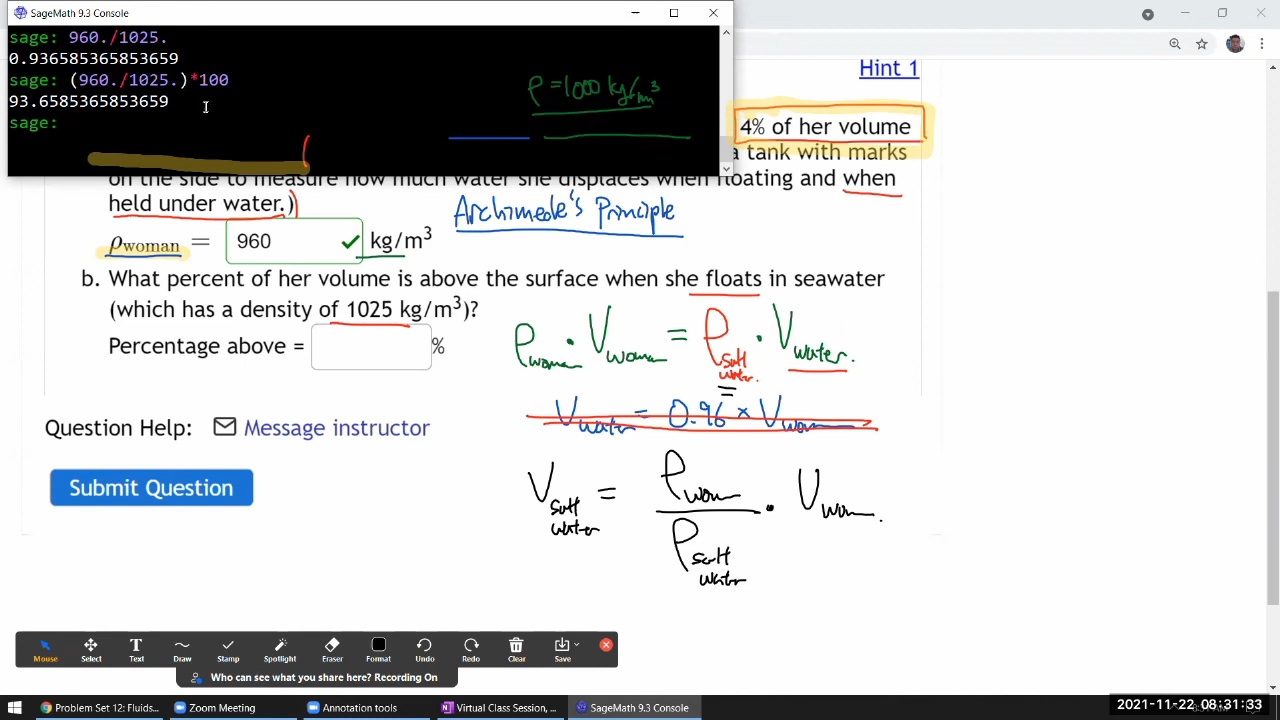 SageMath 9.3 Console
sage: 960./1025.
0.936585365853659
sage: (960./1025.)*100
93.6585365853659
sage:
ρ = 1000 kg/m³
Hint 1
4% of her volume
a tank with marks
on the side to measure how much water she displaces when floating and when
held under water.)
Archimede's Principle
ρwoman = 960 kg/m³
b. What percent of her volume is above the surface when she floats in seawater
(which has a density of 1025 kg/m³)?
Percentage above = %
ρwoman · Vwoman = ρsalt water. · Vwater.
=
Vwater = 0.96 × Vwoman
Vsalt water = ρwom / ρsalt water · Vwom.
Question Help: Message instructor
Submit Question
Mouse Select Text Draw Stamp Spotlight Eraser Format Undo Redo Clear Save
Who can see what you share here? Recording On
Problem Set 12: Fluids... Zoom Meeting Annotation tools Virtual Class Session, ... SageMath 9.3 Console
2021-11-22 08:31:33